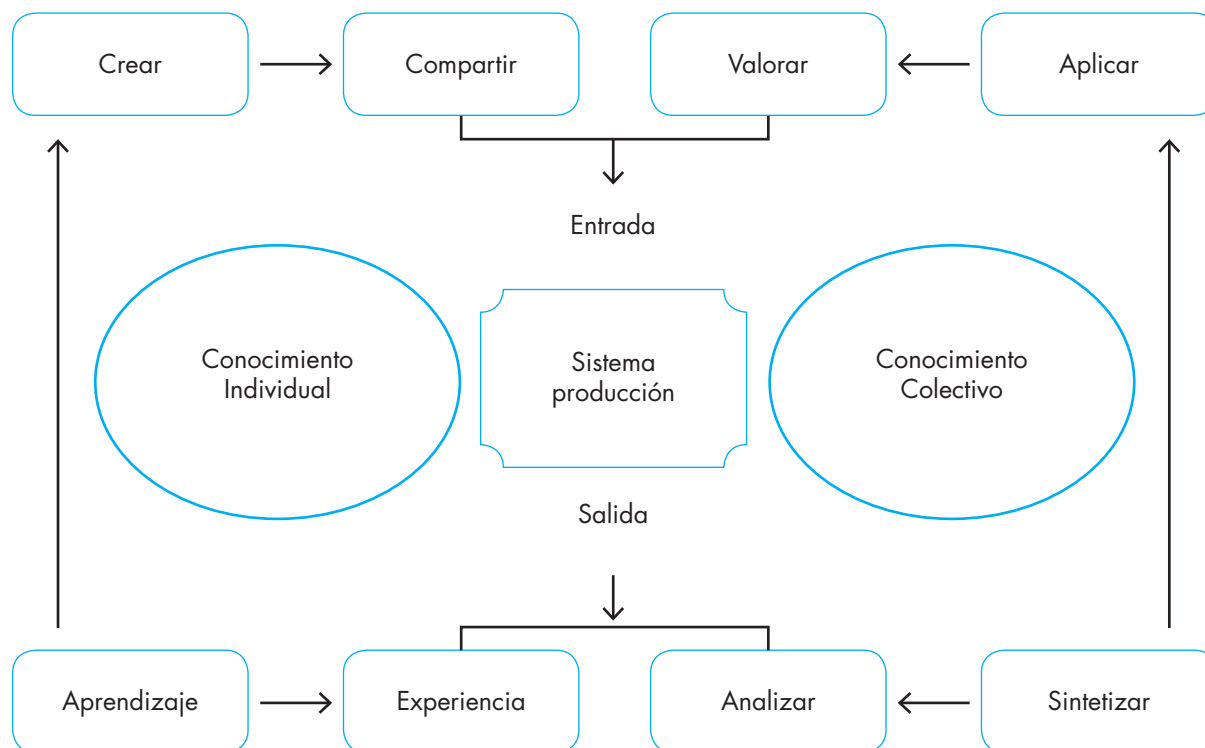 Crear
Compartir
Valorar
Aplicar
Entrada
Conocimiento
Individual
Sistema
producción
Conocimiento
Colectivo
Salida
Aprendizaje
Experiencia
Analizar
Sintetizar